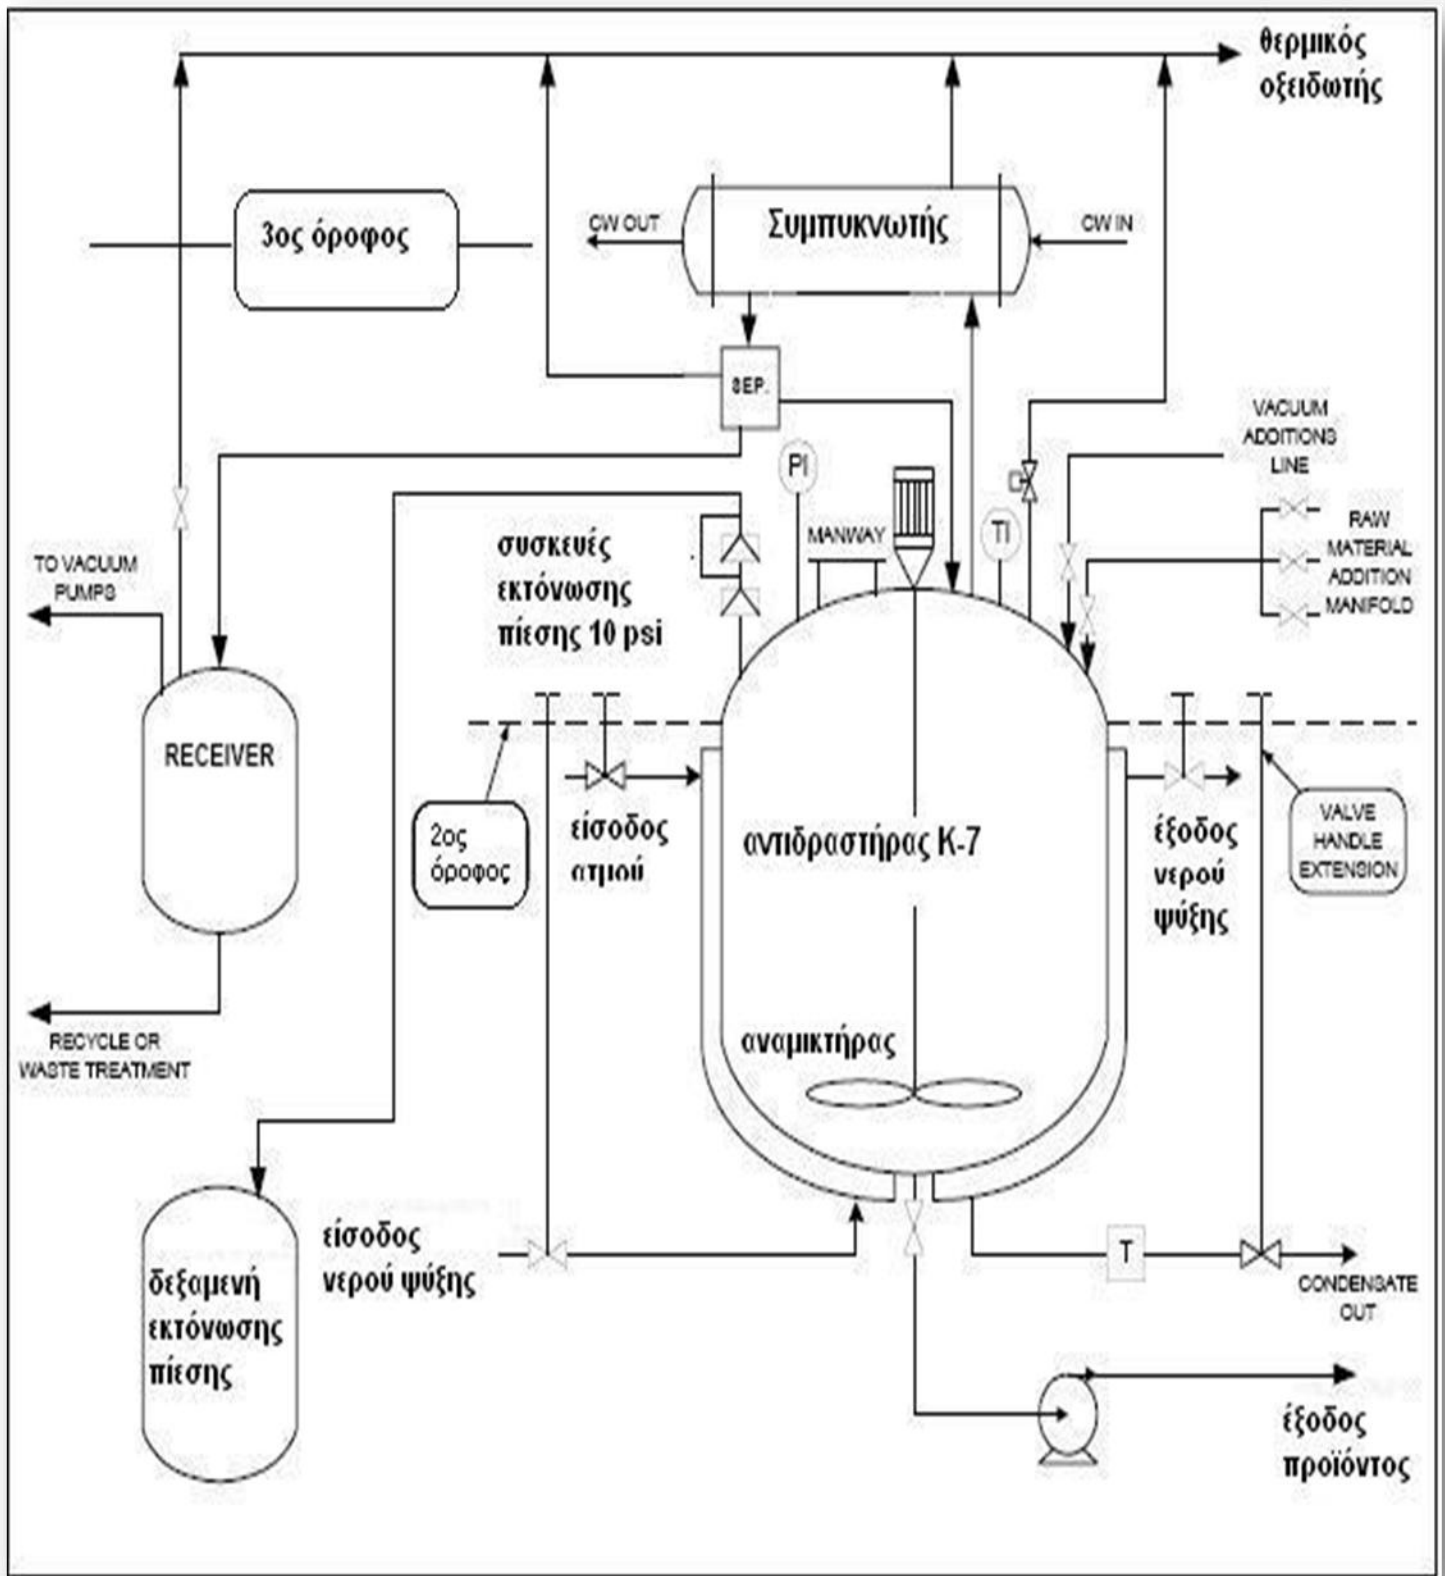 θερμικός
οξειδωτής
3ος όροφος
CW OUT
Συμπυκνωτής
CW IN
SEP.
VACUUM
ADDITIONS
LINE
PI
TI
MANWAY
RAW
MATERIAL
ADDITION
MANIFOLD
συσκευές
εκτόνωσης
πίεσης 10 psi
TO VACUUM
PUMPS
RECEIVER
2ος
όροφος
είσοδος
ατμού
αντιδραστήρας Κ-7
έξοδος
νερού
ψύξης
VALVE
HANDLE
EXTENSION
RECYCLE OR
WASTE TREATMENT
αναμικτήρας
είσοδος
νερού ψύξης
T
CONDENSATE
OUT
δεξαμενή
εκτόνωσης
πίεσης
έξοδος
προϊόντος